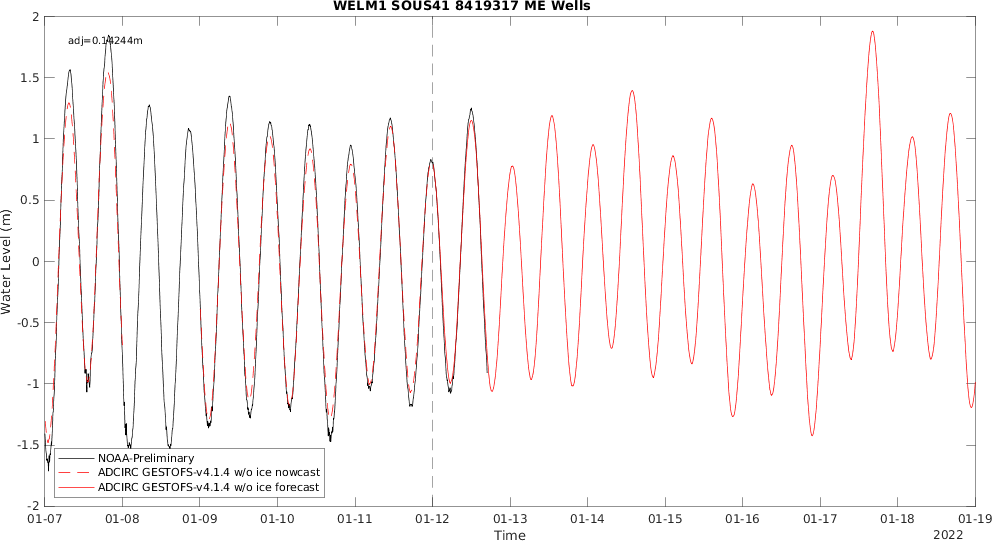 WELM1 SOUS41 8419317 ME Wells
adj=0.14244m
2
1.5
1
0.5
0
-0.5
-1
-1.5
-2
Water Level (m)
NOAA-Preliminary
ADCIRC GESTOFS-v4.1.4 w/o ice nowcast
ADCIRC GESTOFS-v4.1.4 w/o ice forecast
01-07 01-08 01-09 01-10 01-11 01-12 01-13 01-14 01-15 01-16 01-17 01-18 01-19
Time
2022